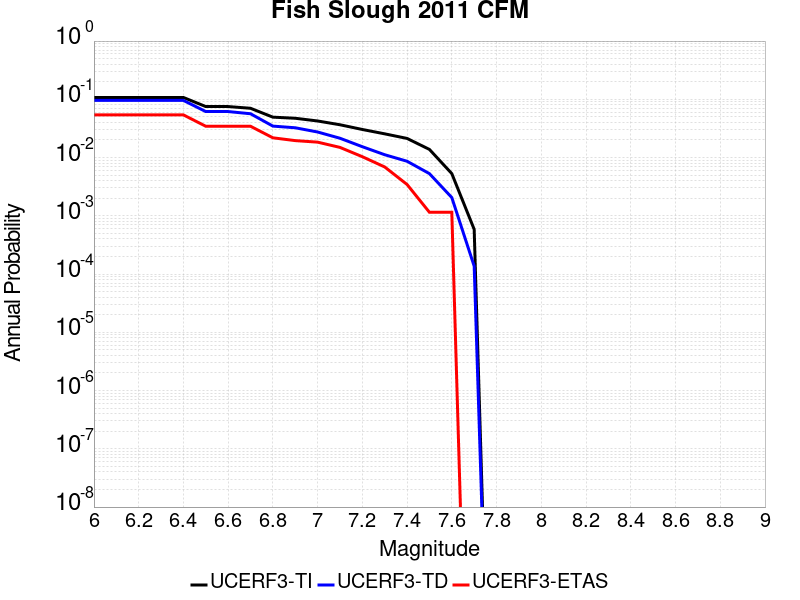 Fish Slough 2011 CFM
10^0
10^-1
10^-2
10^-3
10^-4
10^-5
10^-6
10^-7
10^-8
Annual Probability
6 6.2 6.4 6.6 6.8 7 7.2 7.4 7.6 7.8 8 8.2 8.4 8.6 8.8 9
Magnitude
UCERF3-TI UCERF3-TD UCERF3-ETAS